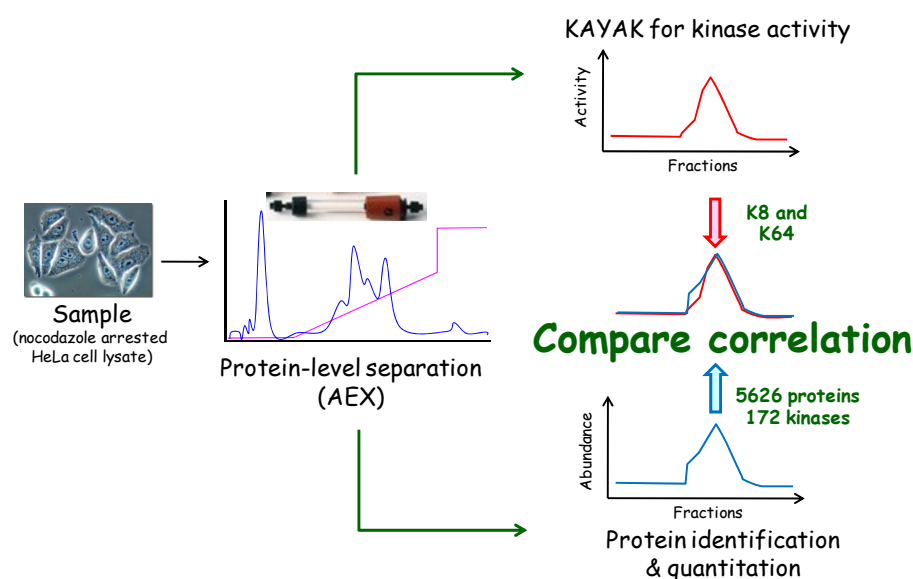 KAYAK for kinase activity
Activity
Fractions
K8 and
K64
Sample
(nocodazole arrested
HeLa cell lysate)
Protein-level separation
(AEX)
Compare correlation
5626 proteins
172 kinases
Abundance
Fractions
Protein identification
& quantitation